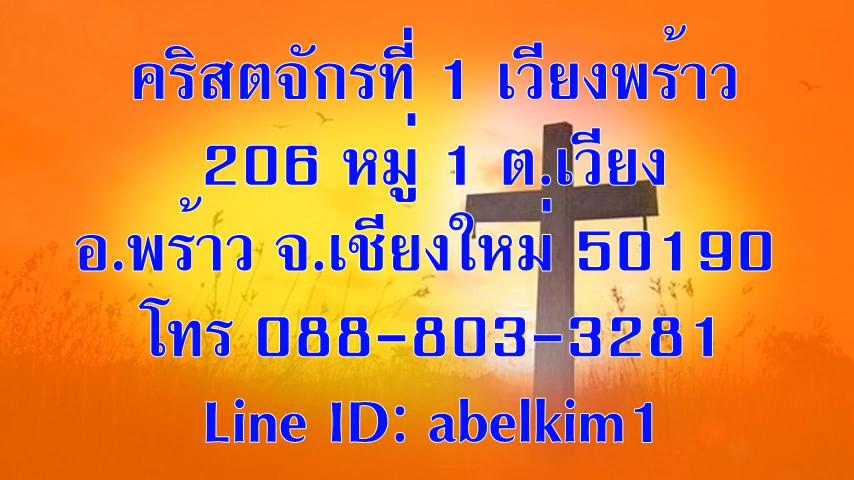 คริสตจักรที่ 1 เวียงพร้าว
206 หมู่ 1 ต.เวียง
อ.พร้าว จ.เชียงใหม่ 50190
โทร 088-803-3281
Line ID: abelkim1